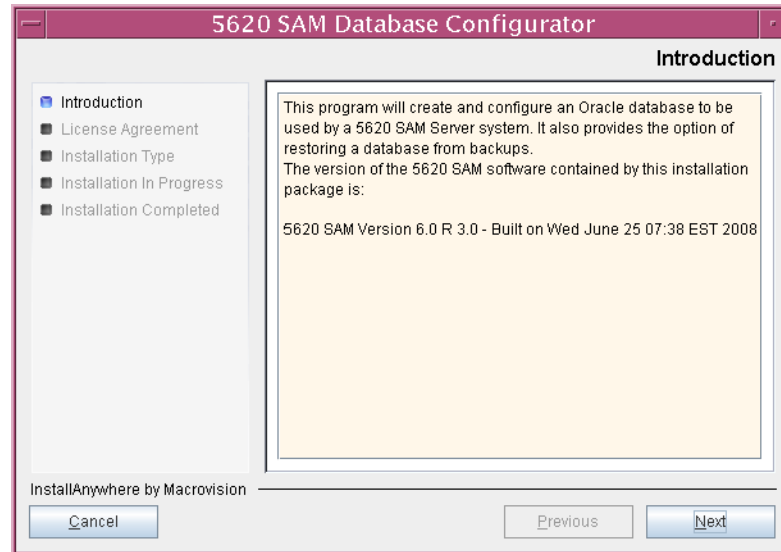 5620 SAM Database Configurator
Introduction
Introduction
License Agreement
Installation Type
Installation In Progress
Installation Completed
This program will create and configure an Oracle database to be
used by a 5620 SAM Server system. It also provides the option of
restoring a database from backups.
The version of the 5620 SAM software contained by this installation
package is:
5620 SAM Version 6.0 R 3.0 - Built on Wed June 25 07:38 EST 2008
InstallAnywhere by Macrovision
Cancel
Previous
Next